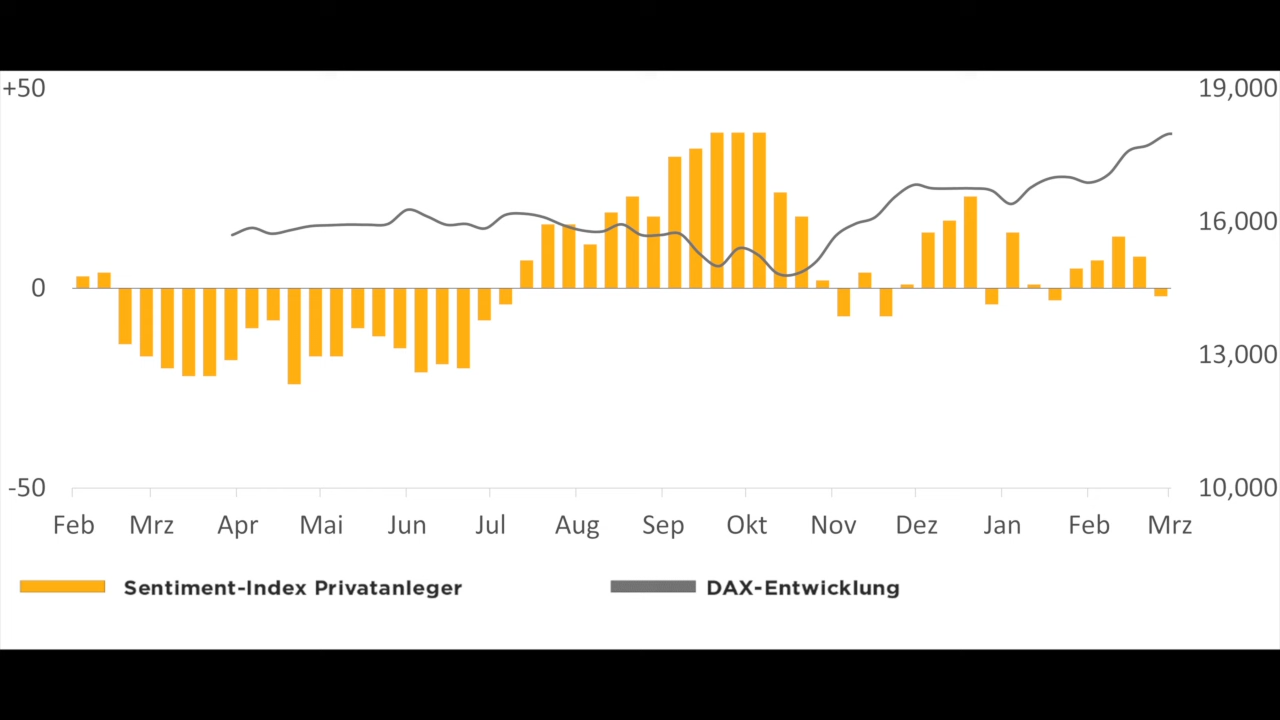 +50 19,000
16,000
0
13,000
-50 10,000
Feb Mrz Apr Mai Jun Jul Aug Sep Okt Nov Dez Jan Feb Mrz
Sentiment-Index Privatanleger DAX-Entwicklung